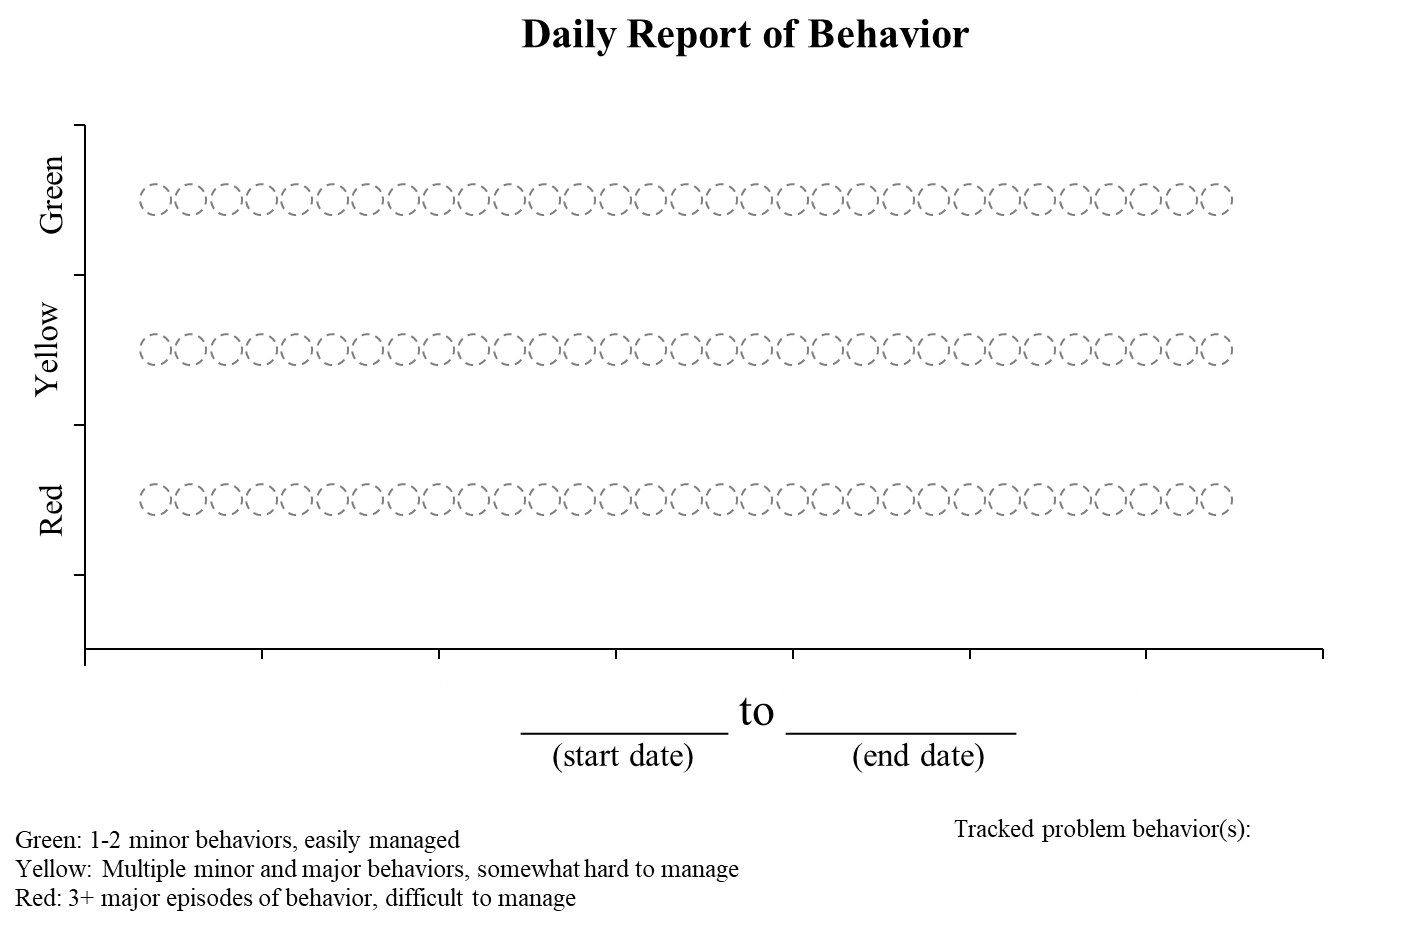 Daily Report of Behavior
Green
Yellow
Red
to
(start date) (end date)
Tracked problem behavior(s):
Green: 1-2 minor behaviors, easily managed
Yellow: Multiple minor and major behaviors, somewhat hard to manage
Red: 3+ major episodes of behavior, difficult to manage